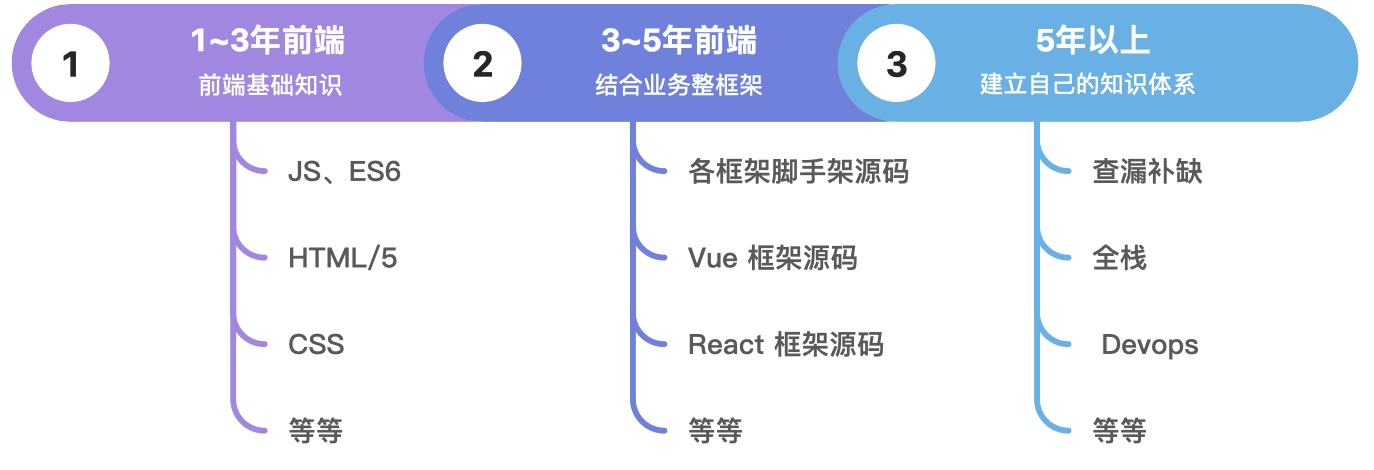 1
1~3年前端
前端基础知识
JS、ES6
HTML/5
CSS
等等
2
3~5年前端
结合业务整框架
各框架脚手架源码
Vue 框架源码
React 框架源码
等等
3
5年以上
建立自己的知识体系
查漏补缺
全栈
Devops
等等